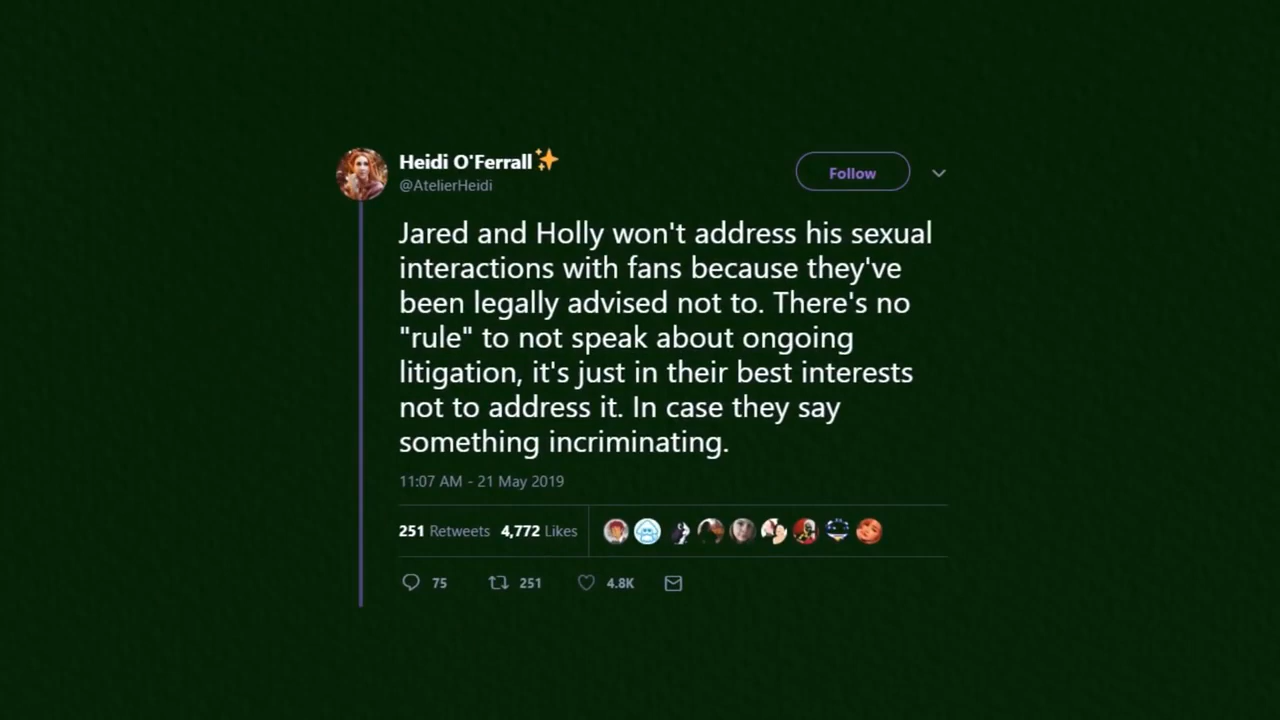 Heidi O'Ferrall✨
@AtelierHeidi
Follow
Jared and Holly won't address his sexual
interactions with fans because they've
been legally advised not to. There's no
"rule" to not speak about ongoing
litigation, it's just in their best interests
not to address it. In case they say
something incriminating.
11:07 AM - 21 May 2019
251 Retweets 4,772 Likes
75 251 4.8K